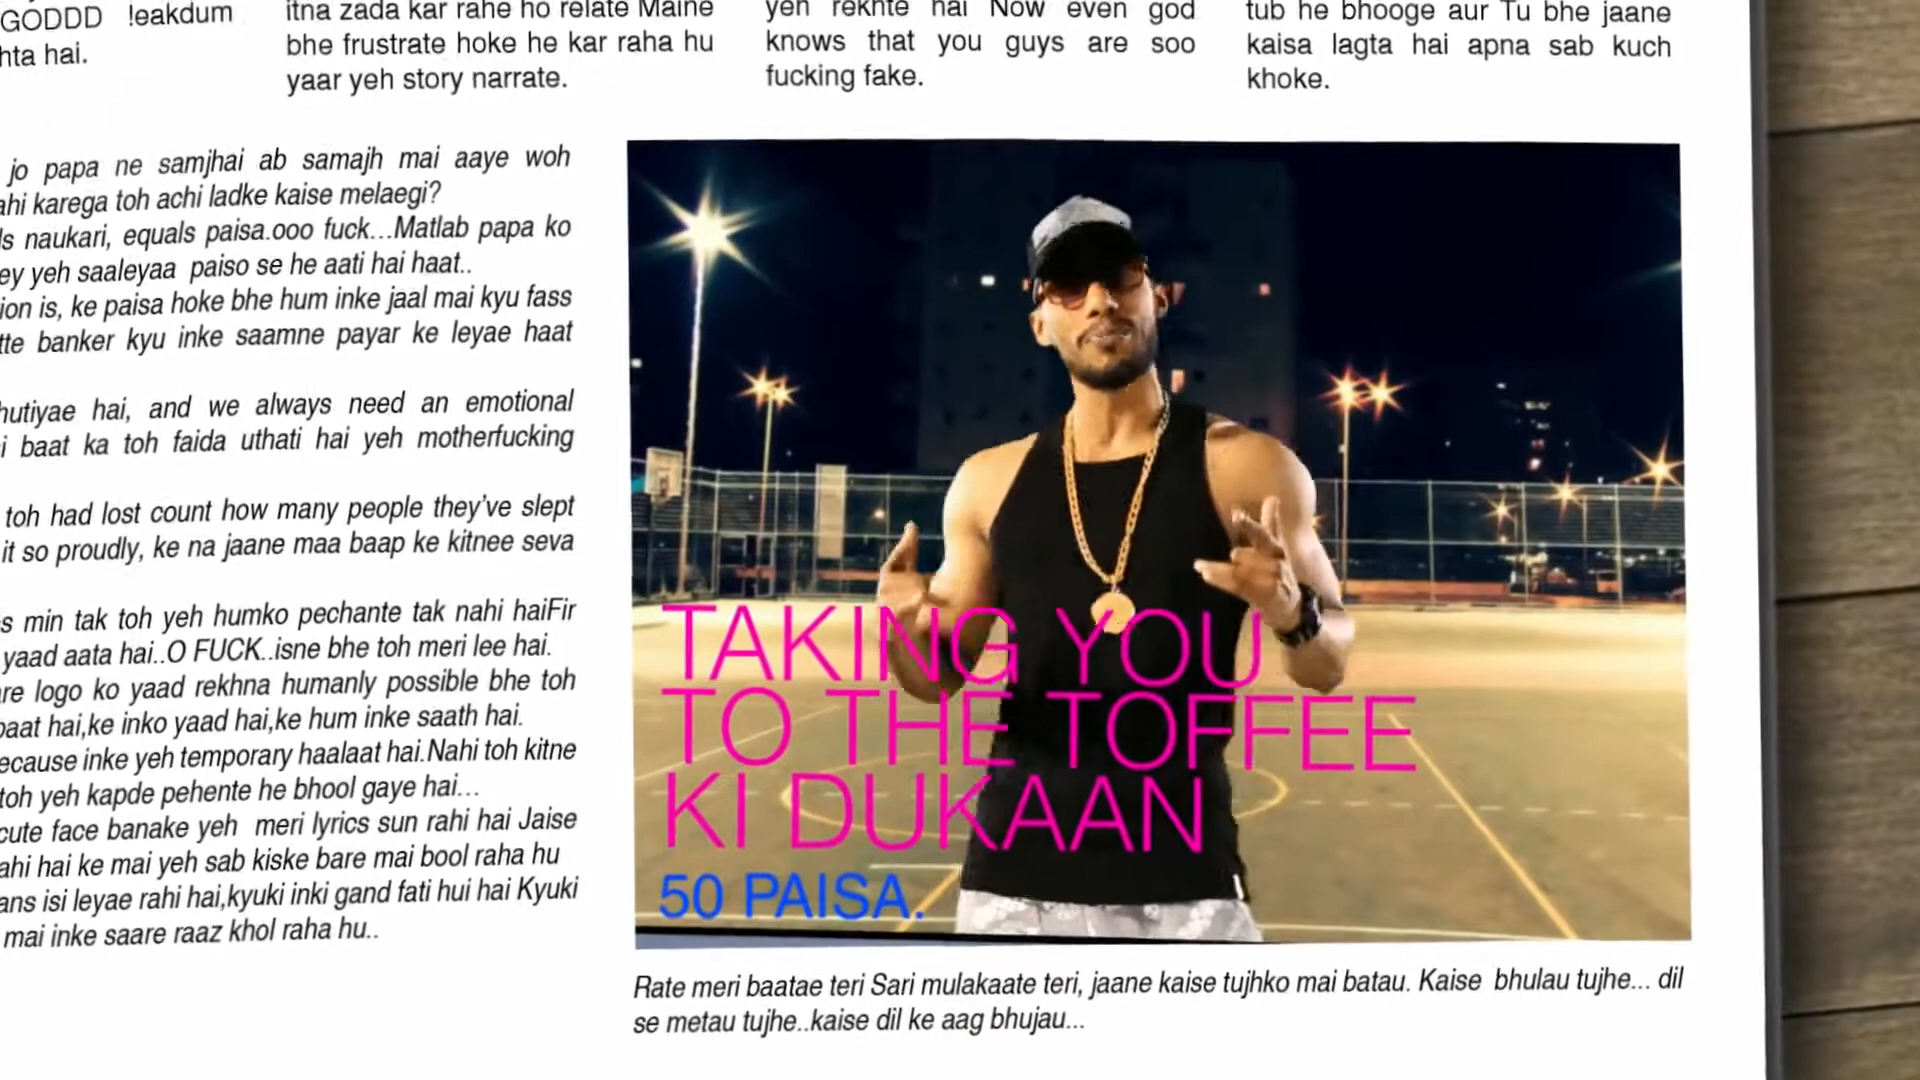 GODDD !eakdum
hta hai.
itna zada kar rahe ho relate Maine
bhe frustrate hoke he kar raha hu
yaar yeh story narrate.
yeh rekhte hai Now even god
knows that you guys are soo
fucking fake.
tub he bhooge aur Tu bhe jaane
kaisa lagta hai apna sab kuch
khoke.
jo papa ne samjhai ab samajh mai aaye woh
ahi karega toh achi ladke kaise melaegi?
ls naukari, equals paisa.ooo fuck...Matlab papa ko
ey yeh saaleyaa paiso se he aati hai haat..
ion is, ke paisa hoke bhe hum inke jaal mai kyu fass
tte banker kyu inke saamne payar ke leyae haat
hutiyae hai, and we always need an emotional
i baat ka toh faida uthati hai yeh motherfucking
toh had lost count how many people they've slept
it so proudly, ke na jaane maa baap ke kitnee seva
s min tak toh yeh humko pechante tak nahi haiFir
yaad aata hai..O FUCK..isne bhe toh meri lee hai.
re logo ko yaad rekhna humanly possible bhe toh
baat hai,ke inko yaad hai,ke hum inke saath hai.
ecause inke yeh temporary haalaat hai.Nahi toh kitne
toh yeh kapde pehente he bhool gaye hai...
cute face banake yeh meri lyrics sun rahi hai Jaise
ahi hai ke mai yeh sab kiske bare mai bool raha hu
ans isi leyae rahi hai,kyuki inki gand fati hui hai Kyuki
mai inke saare raaz khol raha hu..
TAKING YOU
TO THE TOFFEE
KI DUKAAN
50 PAISA.
Rate meri baatae teri Sari mulakaate teri, jaane kaise tujhko mai batau. Kaise bhulau tujhe... dil
se metau tujhe..kaise dil ke aag bhujau...